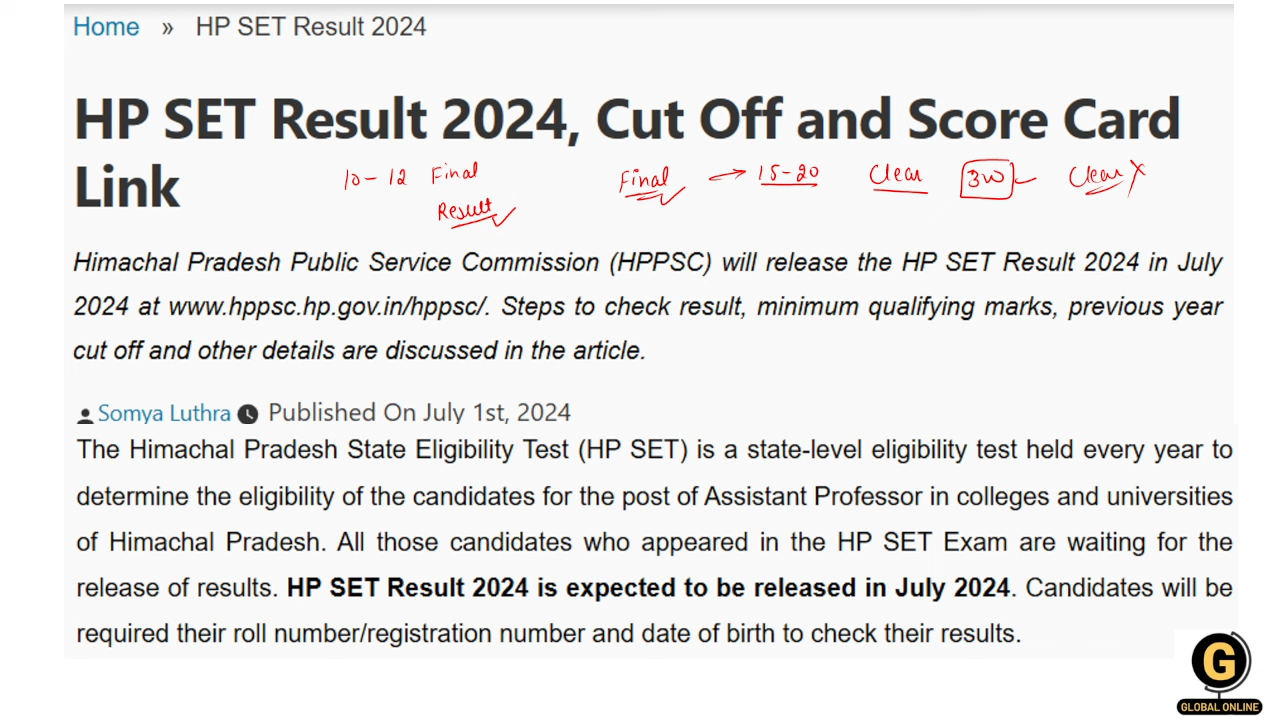 Home » HP SET Result 2024
HP SET Result 2024, Cut Off and Score Card
Link
10-12 Final
Result
Final → 15-20 Clear 300 Clear X
Himachal Pradesh Public Service Commission (HPPSC) will release the HP SET Result 2024 in July
2024 at www.hppsc.hp.gov.in/hppsc/. Steps to check result, minimum qualifying marks, previous year
cut off and other details are discussed in the article.
Somya Luthra Published On July 1st, 2024
The Himachal Pradesh State Eligibility Test (HP SET) is a state-level eligibility test held every year to
determine the eligibility of the candidates for the post of Assistant Professor in colleges and universities
of Himachal Pradesh. All those candidates who appeared in the HP SET Exam are waiting for the
release of results. HP SET Result 2024 is expected to be released in July 2024. Candidates will be
required their roll number/registration number and date of birth to check their results.
G
GLOBAL ONLINE